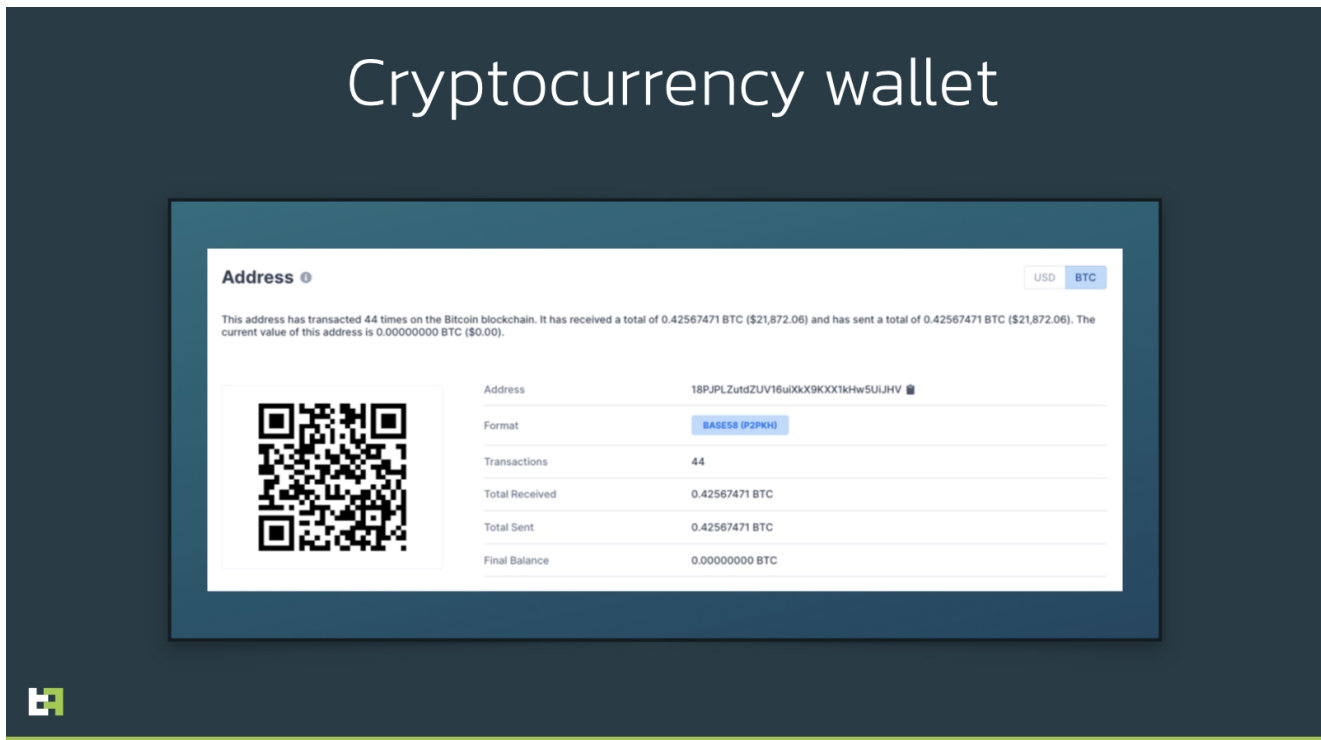 Cryptocurrency wallet
Address
USD BTC
This address has transacted 44 times on the Bitcoin blockchain. It has received a total of 0.42567471 BTC ($21,872.06) and has sent a total of 0.42567471 BTC ($21,872.06). The
current value of this address is 0.00000000 BTC ($0.00).
Address 18PJPLZutdZUV16uiXkX9KXX1kHw5UiJHV
Format BASE58 (P2PKH)
Transactions 44
Total Received 0.42567471 BTC
Total Sent 0.42567471 BTC
Final Balance 0.00000000 BTC